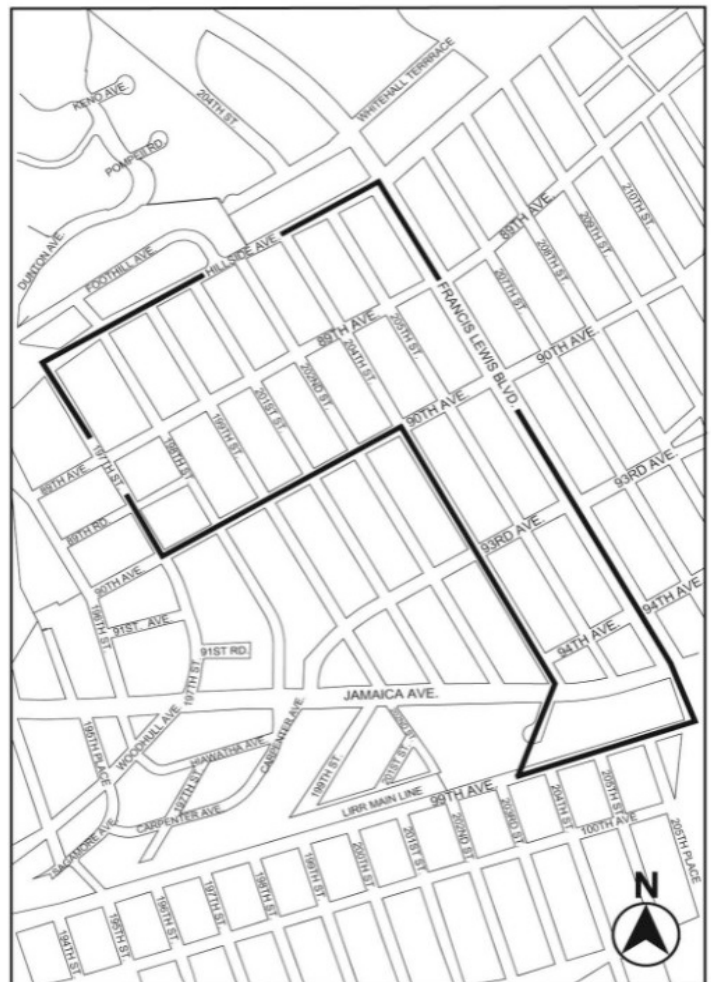 KENO AVE.
204TH ST.
WHITEHALL TERRRACE
POMPEII RD.
DUNTON AVE.
FOOTHILL AVE.
HILLSIDE AVE.
89TH AVE.
210TH ST.
209TH ST.
208TH ST.
207TH ST.
FRANCIS LEWIS BLVD.
89TH AVE.
205TH ST.
204TH ST.
202ND ST.
201ST ST.
199TH ST.
198TH ST.
197TH ST.
90TH AVE.
90TH AVE.
89TH AVE.
89TH RD.
90TH AVE.
93RD AVE.
93RD AVE.
196TH ST.
91ST. AVE.
91ST RD.
197TH ST.
94TH AVE.
94TH AVE.
JAMAICA AVE.
195TH PLACE
WOODHULL AVE.
HIAWATHA AVE.
CARPENTER AVE.
197TH ST.
199TH ST.
201ST ST.
LIRR MAIN LINE
99TH AVE.
CARPENTER AVE.
SAGAMORE AVE.
203RD ST.
204TH ST.
205TH ST.
202ND ST.
201ST ST.
200TH ST.
199TH ST.
198TH ST.
197TH ST.
196TH ST.
195TH ST.
194TH ST.
100TH AVE
205TH PLACE
N